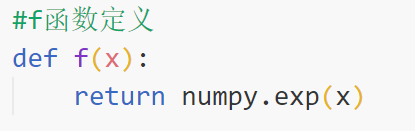 #f函数定义
def f(x):
    return numpy.exp(x)